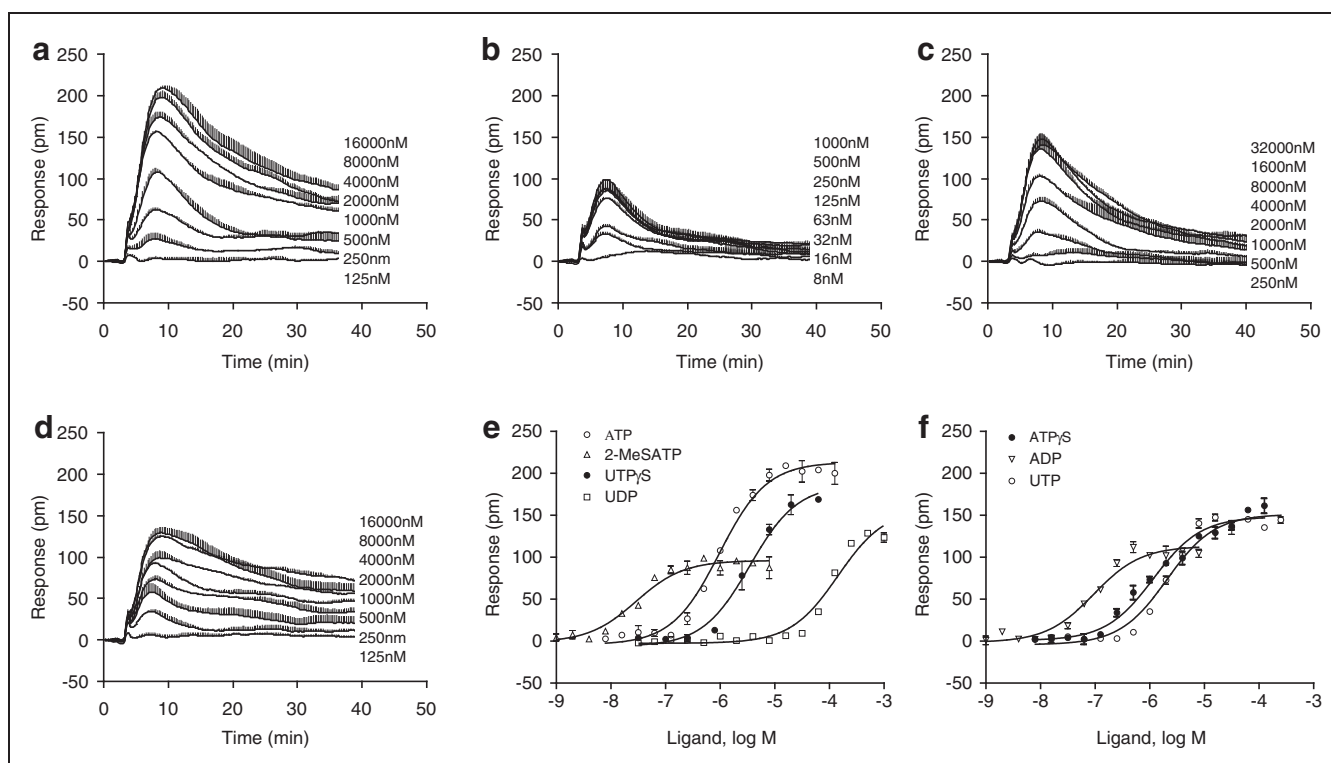 a
250
200
150
100
50
0
-50
Response (pm)
0 10 20 30 40 50
Time (min)
16000nM
8000nM
4000nM
2000nM
1000nM
500nM
250nm
125nM
b
250
200
150
100
50
0
-50
Response (pm)
0 10 20 30 40 50
Time (min)
1000nM
500nM
250nM
125nM
63nM
32nM
16nM
8nM
c
250
200
150
100
50
0
-50
Response (pm)
0 10 20 30 40 50
Time (min)
32000nM
1600nM
8000nM
4000nM
2000nM
1000nM
500nM
250nM
d
250
200
150
100
50
0
-50
Response (pm)
0 10 20 30 40 50
Time (min)
16000nM
8000nM
4000nM
2000nM
1000nM
500nM
250nm
125nM
e
250
200
150
100
50
0
-50
Response (pm)
ATP
2-MeSATP
UTPγS
UDP
-9 -8 -7 -6 -5 -4 -3
Ligand, log M
f
250
200
150
100
50
0
-50
Response (pm)
ATPγS
ADP
UTP
-9 -8 -7 -6 -5 -4 -3
Ligand, log M